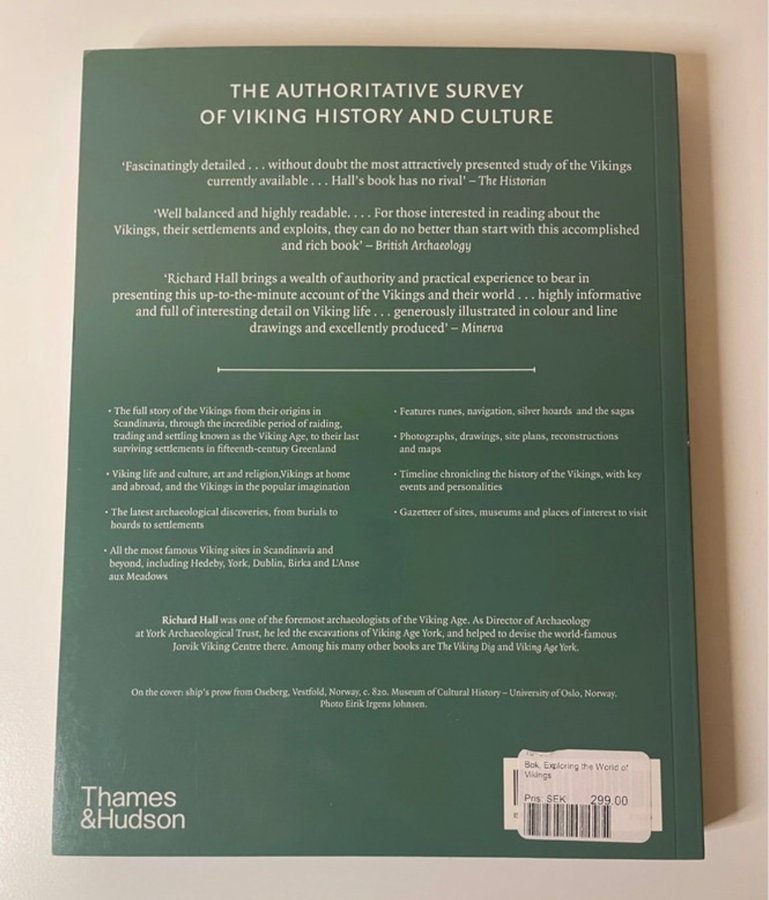 THE AUTHORITATIVE SURVEY
OF VIKING HISTORY AND CULTURE
‘Fascinatingly detailed . . . without doubt the most attractively presented study of the Vikings
currently available . . . Hall’s book has no rival’ – The Historian
‘Well balanced and highly readable. . . . For those interested in reading about the
Vikings, their settlements and exploits, they can do no better than start with this accomplished
and rich book’ – British Archaeology
‘Richard Hall brings a wealth of authority and practical experience to bear in
presenting this up-to-the-minute account of the Vikings and their world . . . highly informative
and full of interesting detail on Viking life . . . generously illustrated in colour and line
drawings and excellently produced’ – Minerva
• The full story of the Vikings from their origins in
Scandinavia, through the incredible period of raiding,
trading and settling known as the Viking Age, to their last
surviving settlements in fifteenth-century Greenland
• Viking life and culture, art and religion,Vikings at home
and abroad, and the Vikings in the popular imagination
• The latest archaeological discoveries, from burials to
hoards to settlements
• All the most famous Viking sites in Scandinavia and
beyond, including Hedeby, York, Dublin, Birka and L’Anse
aux Meadows
• Features runes, navigation, silver hoards and the sagas
• Photographs, drawings, site plans, reconstructions
and maps
• Timeline chronicling the history of the Vikings, with key
events and personalities
• Gazetteer of sites, museums and places of interest to visit
Richard Hall was one of the foremost archaeologists of the Viking Age. As Director of Archaeology
at York Archaeological Trust, he led the excavations of Viking Age York, and helped to devise the world-famous
Jorvik Viking Centre there. Among his many other books are The Viking Dig and Viking Age York.
On the cover: ship’s prow from Oseberg, Vestfold, Norway, c. 820. Museum of Cultural History – University of Oslo, Norway.
Photo Eirik Irgens Johnsen.
Thames
&Hudson
Bok, Exploring the World of
Vikings
Pris: SEK 299.00